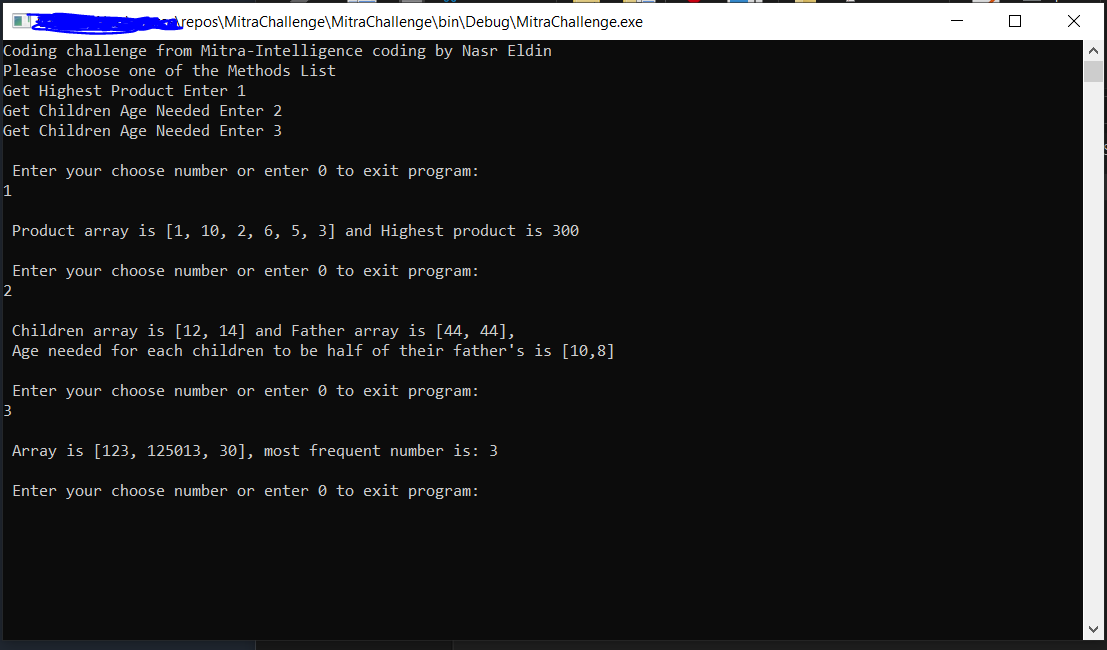 \repos\MitraChallenge\MitraChallenge\bin\Debug\MitraChallenge.exe
Coding challenge from Mitra-Intelligence coding by Nasr Eldin
Please choose one of the Methods List
Get Highest Product Enter 1
Get Children Age Needed Enter 2
Get Children Age Needed Enter 3
Enter your choose number or enter 0 to exit program:
1
Product array is [1, 10, 2, 6, 5, 3] and Highest product is 300
Enter your choose number or enter 0 to exit program:
2
Children array is [12, 14] and Father array is [44, 44],
Age needed for each children to be half of their father's is [10,8]
Enter your choose number or enter 0 to exit program:
3
Array is [123, 125013, 30], most frequent number is: 3
Enter your choose number or enter 0 to exit program: